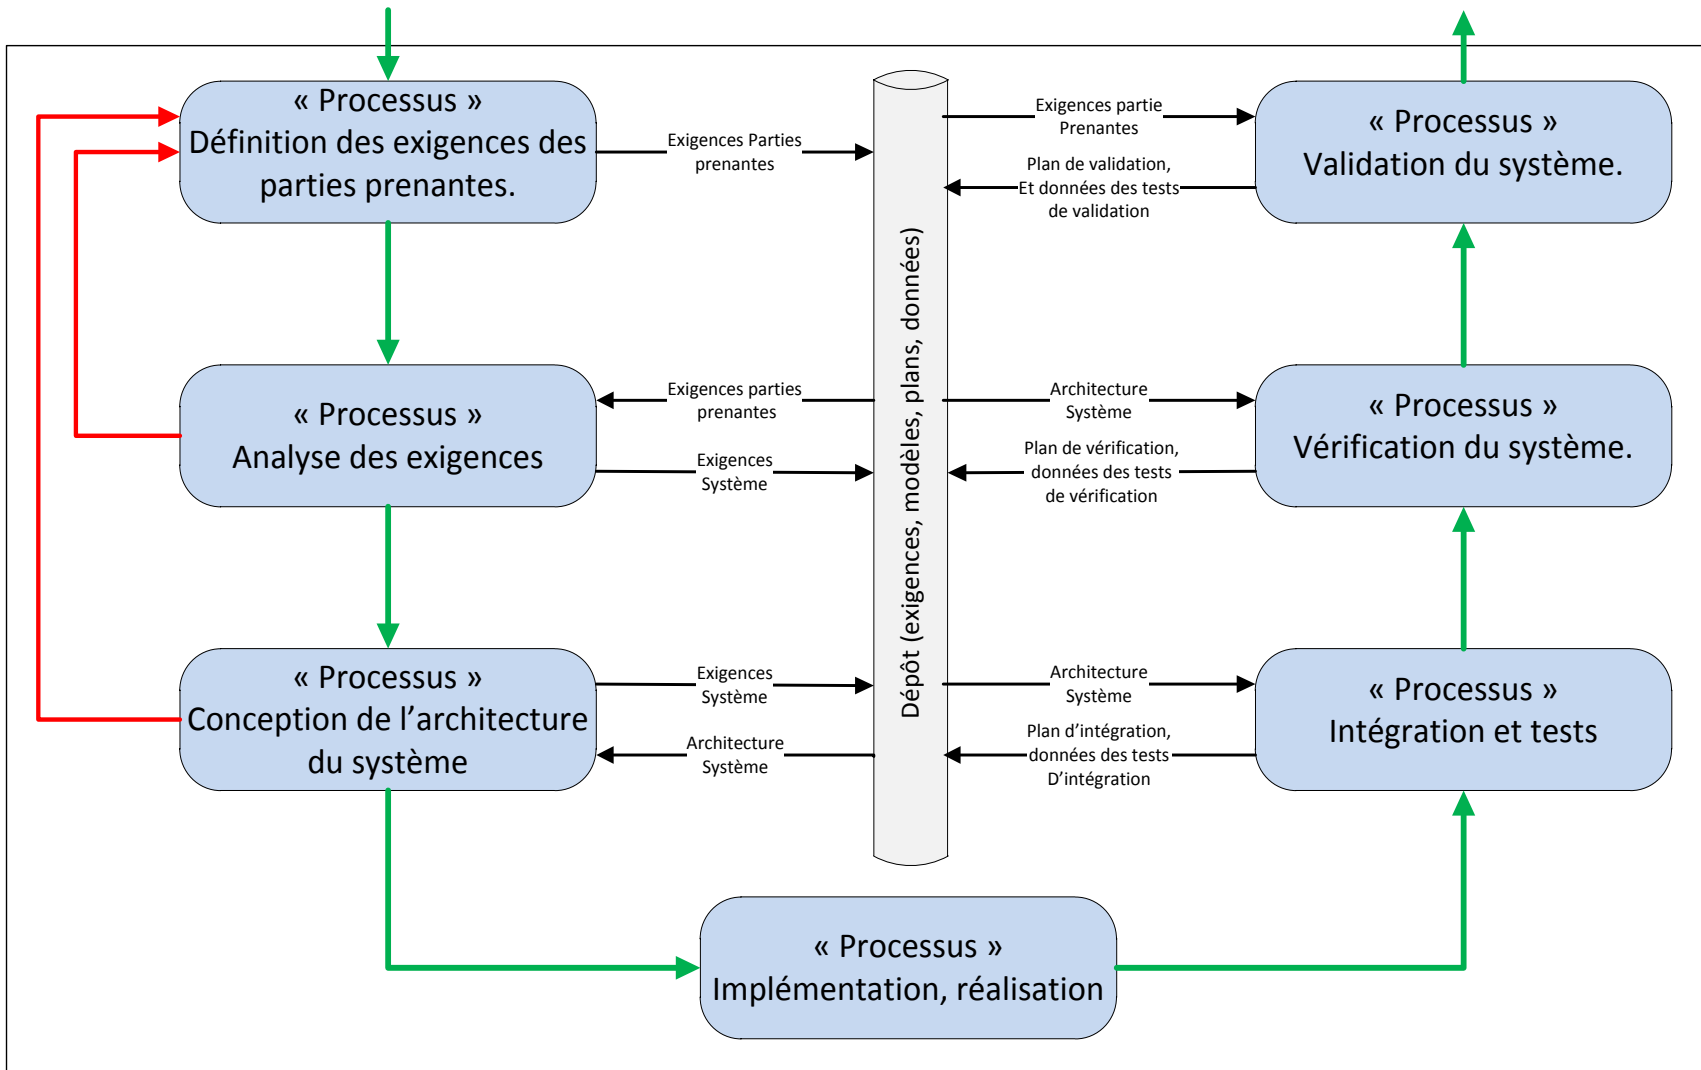 « Processus »
Définition des exigences des
parties prenantes.
Exigences Parties
prenantes
Exigences partie
Prenantes
Plan de validation,
Et données des tests
de validation
« Processus »
Validation du système.
Dépôt (exigences, modèles, plans, données)
« Processus »
Analyse des exigences
Exigences parties
prenantes
Exigences
Système
Architecture
Système
Plan de vérification,
données des tests
de vérification
« Processus »
Vérification du système.
« Processus »
Conception de l’architecture
du système
Exigences
Système
Architecture
Système
Architecture
Système
Plan d’intégration,
données des tests
D’intégration
« Processus »
Intégration et tests
« Processus »
Implémentation, réalisation